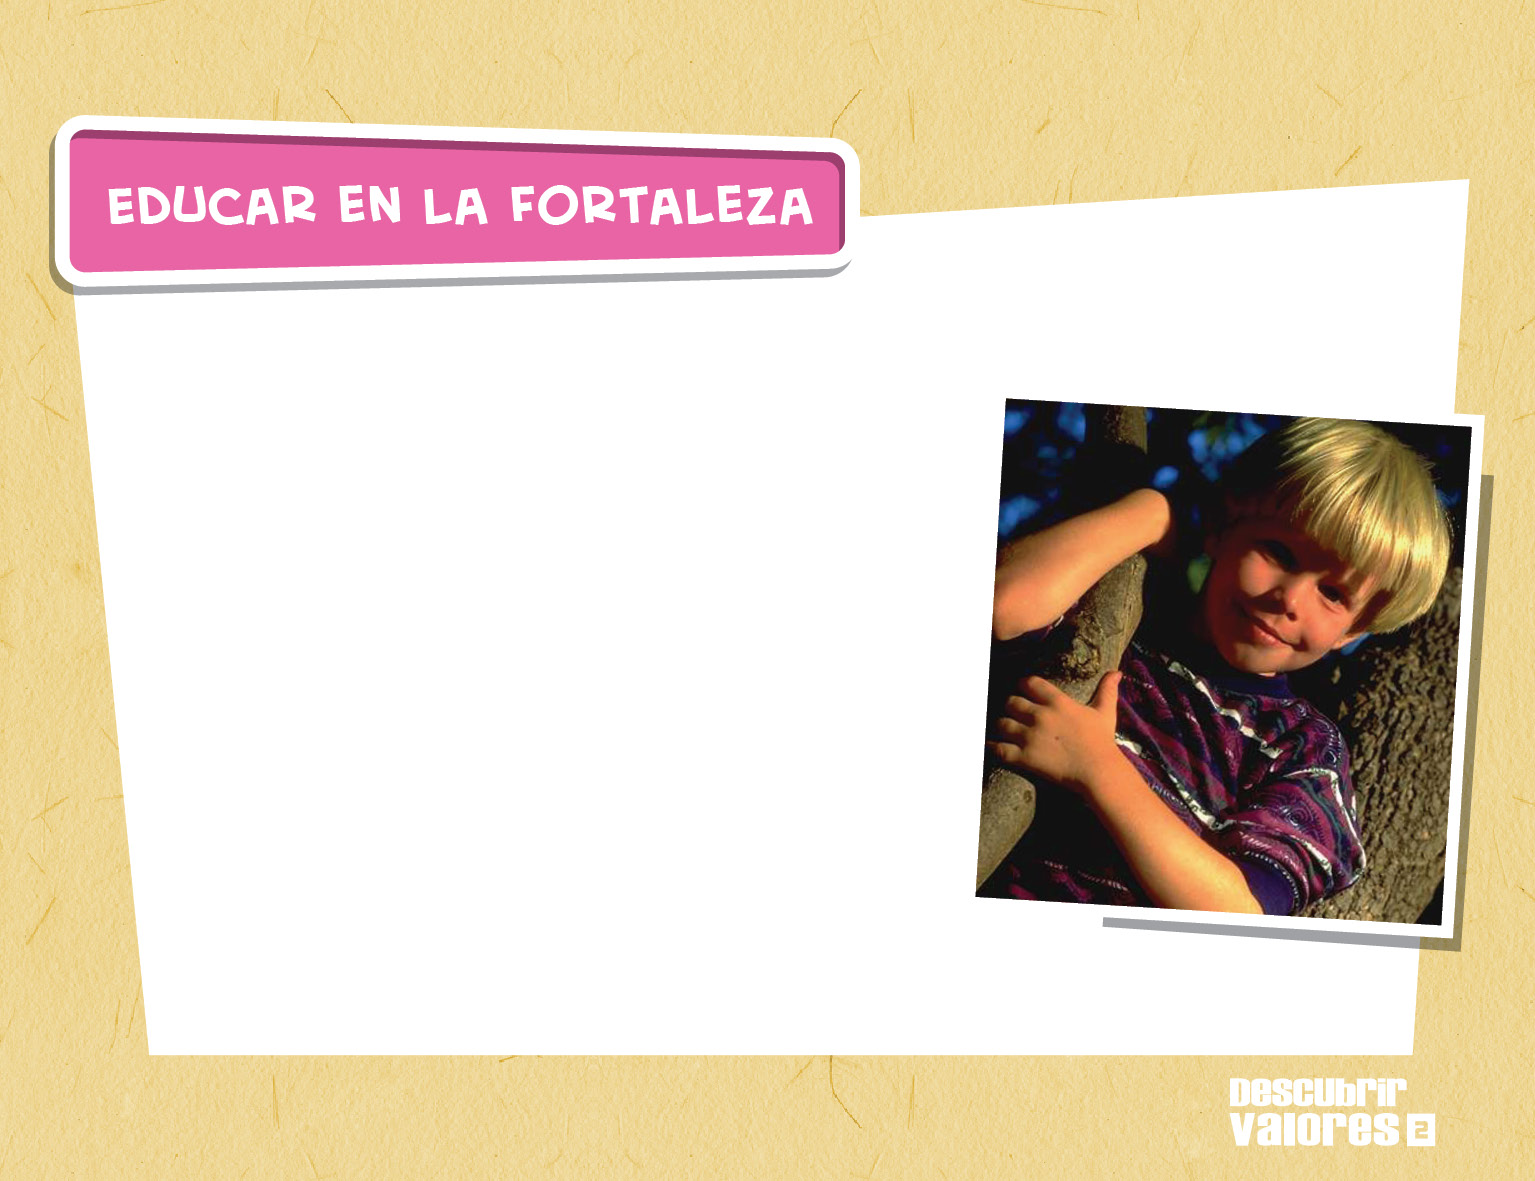 EDUCAR EN LA FORTALEZA
Descubrir
valores 2